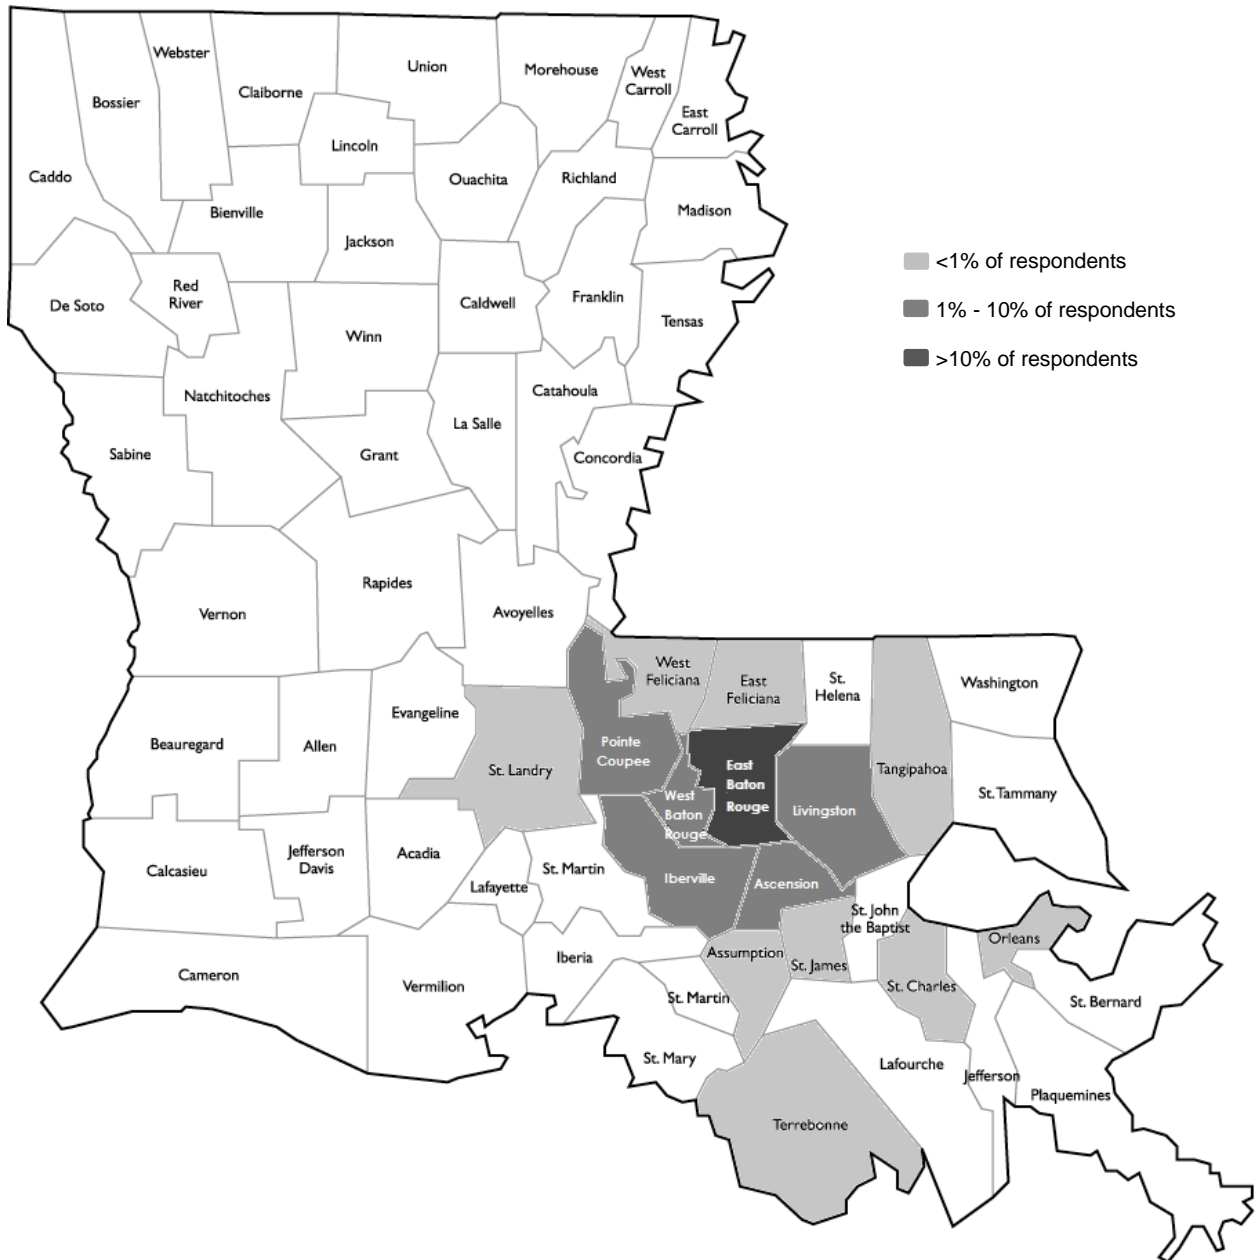 Webster
Union
Morehouse
West
Carroll
Bossier
Claiborne
East
Carroll
Lincoln
Caddo
Ouachita
Richland
Bienville
Madison
Jackson
<1% of respondents
Red
River
De Soto
Caldwell
Franklin
1% - 10% of respondents
Winn
Tensas
>10% of respondents
Natchitoches
Catahoula
La Salle
Sabine
Grant
Concordia
Rapides
Vernon
Avoyelles
West
Feliciana
East
Feliciana
St.
Helena
Washington
Evangeline
Beauregard
Allen
Pointe
Coupee
St. Landry
East
Baton
Rouge
Tangipahoa
St. Tammany
West
Baton
Rouge
Livingston
Calcasieu
Jefferson
Davis
Acadia
St. Martin
Lafayette
Iberville
Ascension
St. John
the Baptist
Orleans
Cameron
Vermilion
Iberia
Assumption
St. James
St. Charles
St. Martin
St. Bernard
St. Mary
Lafourche
Jefferson
Plaquemines
Terrebonne